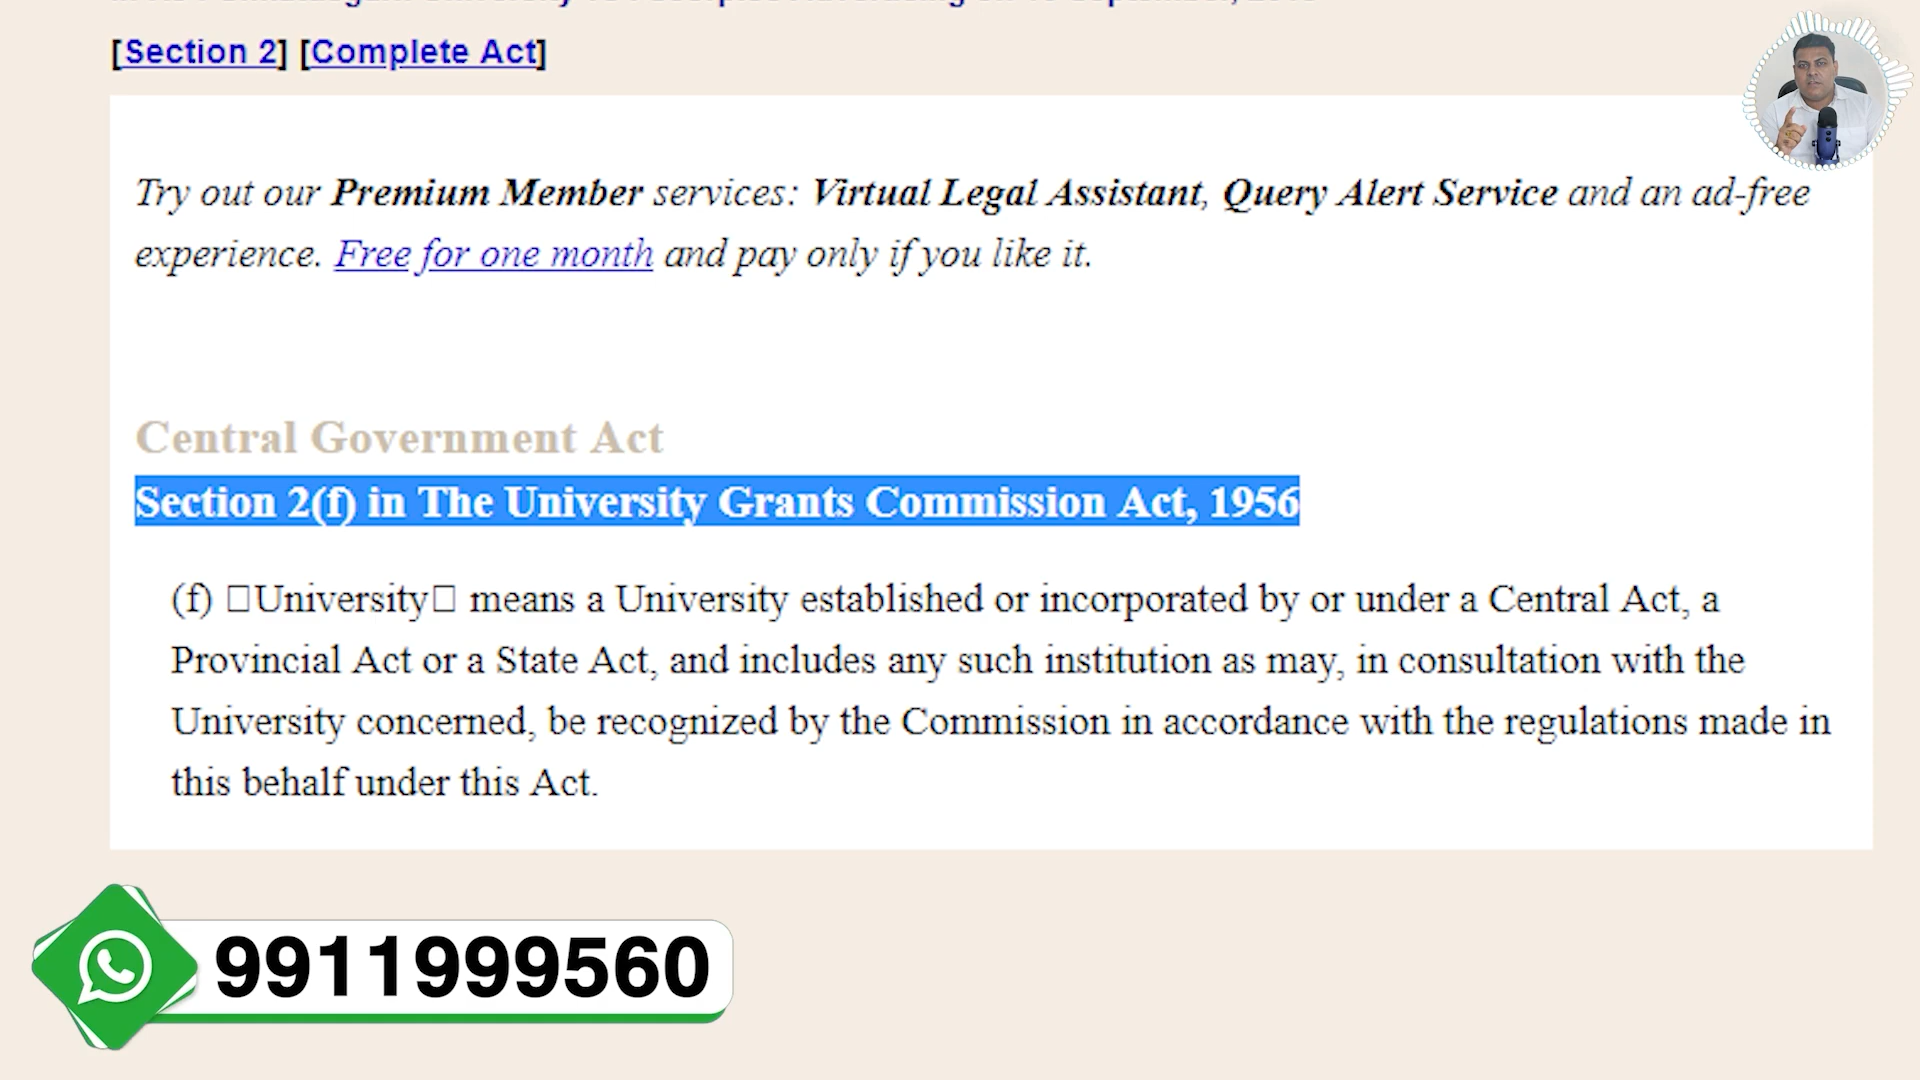 [Section 2] [Complete Act]
Try out our Premium Member services: Virtual Legal Assistant, Query Alert Service and an ad-free
experience. Free for one month and pay only if you like it.
Central Government Act
Section 2(f) in The University Grants Commission Act, 1956
(f) □University□ means a University established or incorporated by or under a Central Act, a
Provincial Act or a State Act, and includes any such institution as may, in consultation with the
University concerned, be recognized by the Commission in accordance with the regulations made in
this behalf under this Act.
9911999560